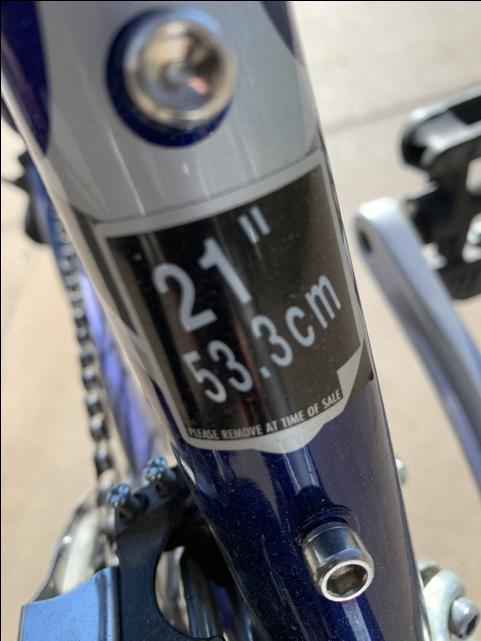 21"
53.3cm
PLEASE REMOVE AT TIME OF SALE